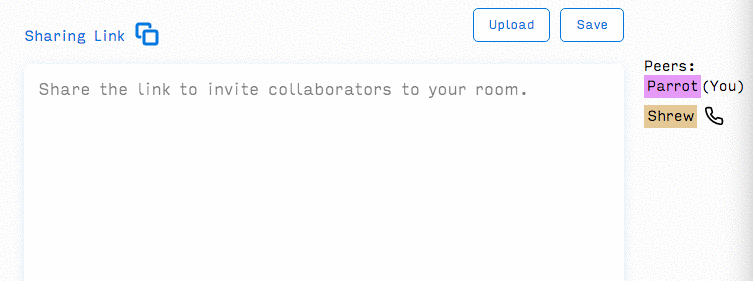 Sharing Link
Upload
Save
Share the link to invite collaborators to your room.
Peers:
Parrot(You)
Shrew